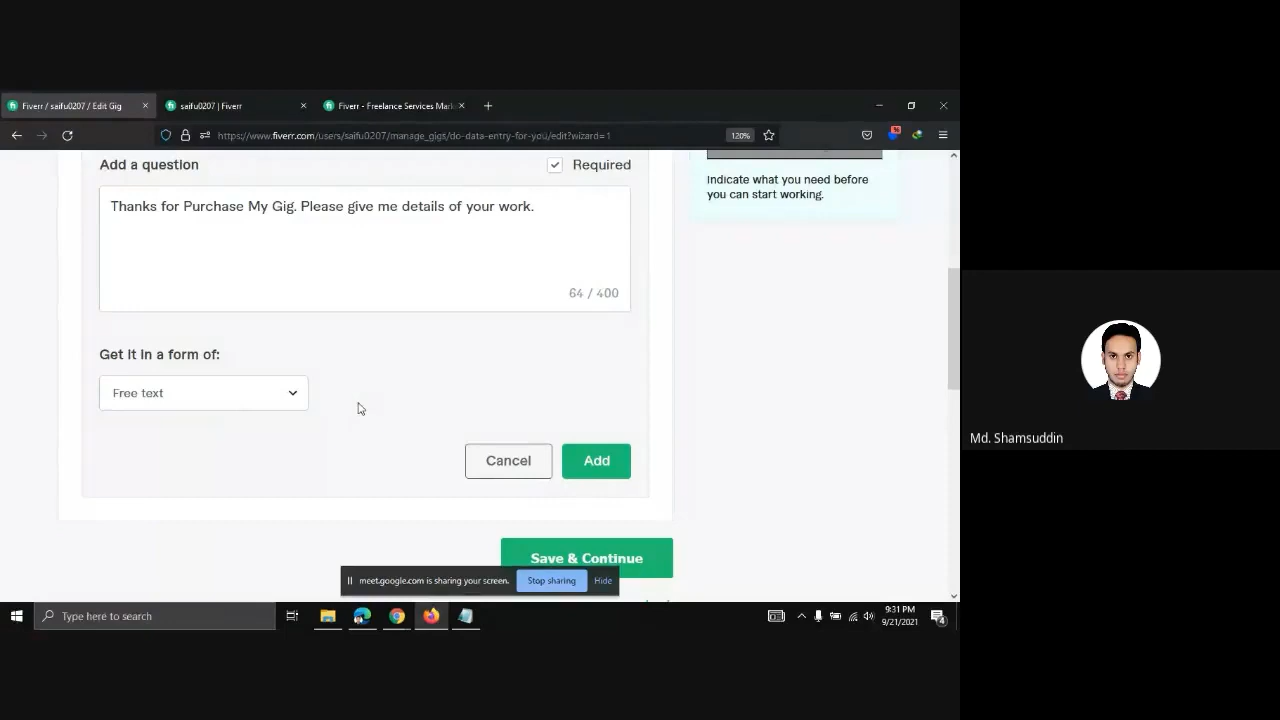 Fiverr / saifu0207 / Edit Gig
saifu0207 | Fiverr
Fiverr - Freelance Services Mark
https://www.fiverr.com/users/saifu0207/manage_gigs/do-data-entry-for-you/edit?wizard=1
120%
Add a question
Required
Thanks for Purchase My Gig. Please give me details of your work.
64 / 400
Indicate what you need before
you can start working.
Get it in a form of:
Free text
Cancel
Add
Save & Continue
meet.google.com is sharing your screen.
Stop sharing
Hide
Md. Shamsuddin
Type here to search
9:31 PM
9/21/2021
4